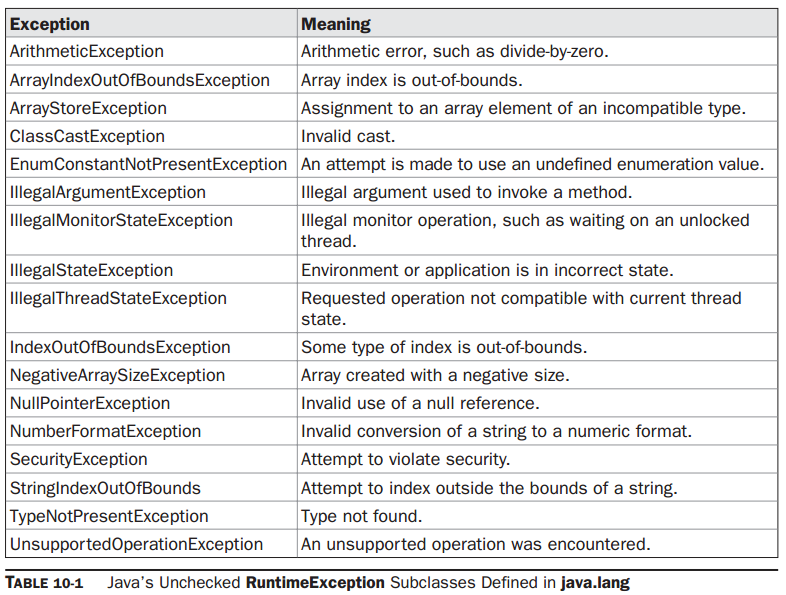 Exception Meaning
ArithmeticException Arithmetic error, such as divide-by-zero.
ArrayIndexOutOfBoundsException Array index is out-of-bounds.
ArrayStoreException Assignment to an array element of an incompatible type.
ClassCastException Invalid cast.
EnumConstantNotPresentException An attempt is made to use an undefined enumeration value.
IllegalArgumentException Illegal argument used to invoke a method.
IllegalMonitorStateException Illegal monitor operation, such as waiting on an unlocked
thread.
IllegalStateException Environment or application is in incorrect state.
IllegalThreadStateException Requested operation not compatible with current thread
state.
IndexOutOfBoundsException Some type of index is out-of-bounds.
NegativeArraySizeException Array created with a negative size.
NullPointerException Invalid use of a null reference.
NumberFormatException Invalid conversion of a string to a numeric format.
SecurityException Attempt to violate security.
StringIndexOutOfBounds Attempt to index outside the bounds of a string.
TypeNotPresentException Type not found.
UnsupportedOperationException An unsupported operation was encountered.
TABLE 10-1 Java's Unchecked RuntimeException Subclasses Defined in java.lang